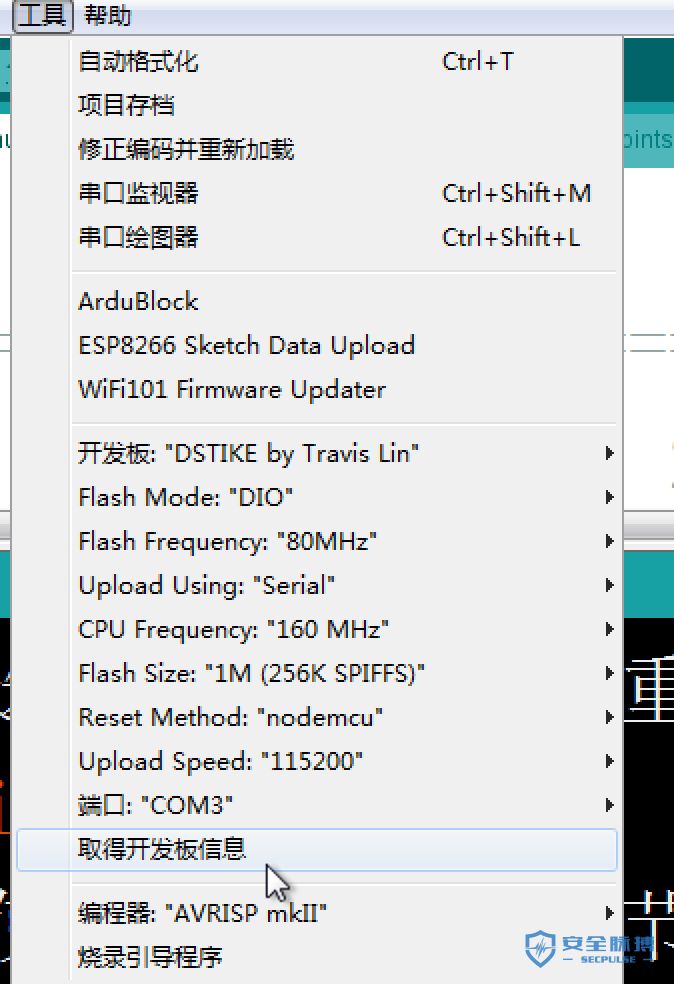 工具 帮助
自动格式化 Ctrl+T
项目存档
修正编码并重新加载
串口监视器 Ctrl+Shift+M
串口绘图器 Ctrl+Shift+L
ArduBlock
ESP8266 Sketch Data Upload
WiFi101 Firmware Updater
开发板: "DSTIKE by Travis Lin"
Flash Mode: "DIO"
Flash Frequency: "80MHz"
Upload Using: "Serial"
CPU Frequency: "160 MHz"
Flash Size: "1M (256K SPIFFS)"
Reset Method: "nodemcu"
Upload Speed: "115200"
端口: "COM3"
取得开发板信息
编程器: "AVRISP mkII"
烧录引导程序
oints
重
节
安全脉搏
SECPULSE